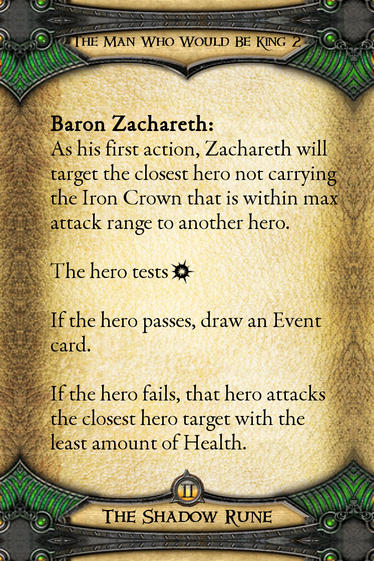 The Man Who Would Be King 2
Baron Zachareth:
As his first action, Zachareth will
target the closest hero not carrying
the Iron Crown that is within max
attack range to another hero.
The hero tests
If the hero passes, draw an Event
card.
If the hero fails, that hero attacks
the closest hero target with the
least amount of Health.
II
The Shadow Rune